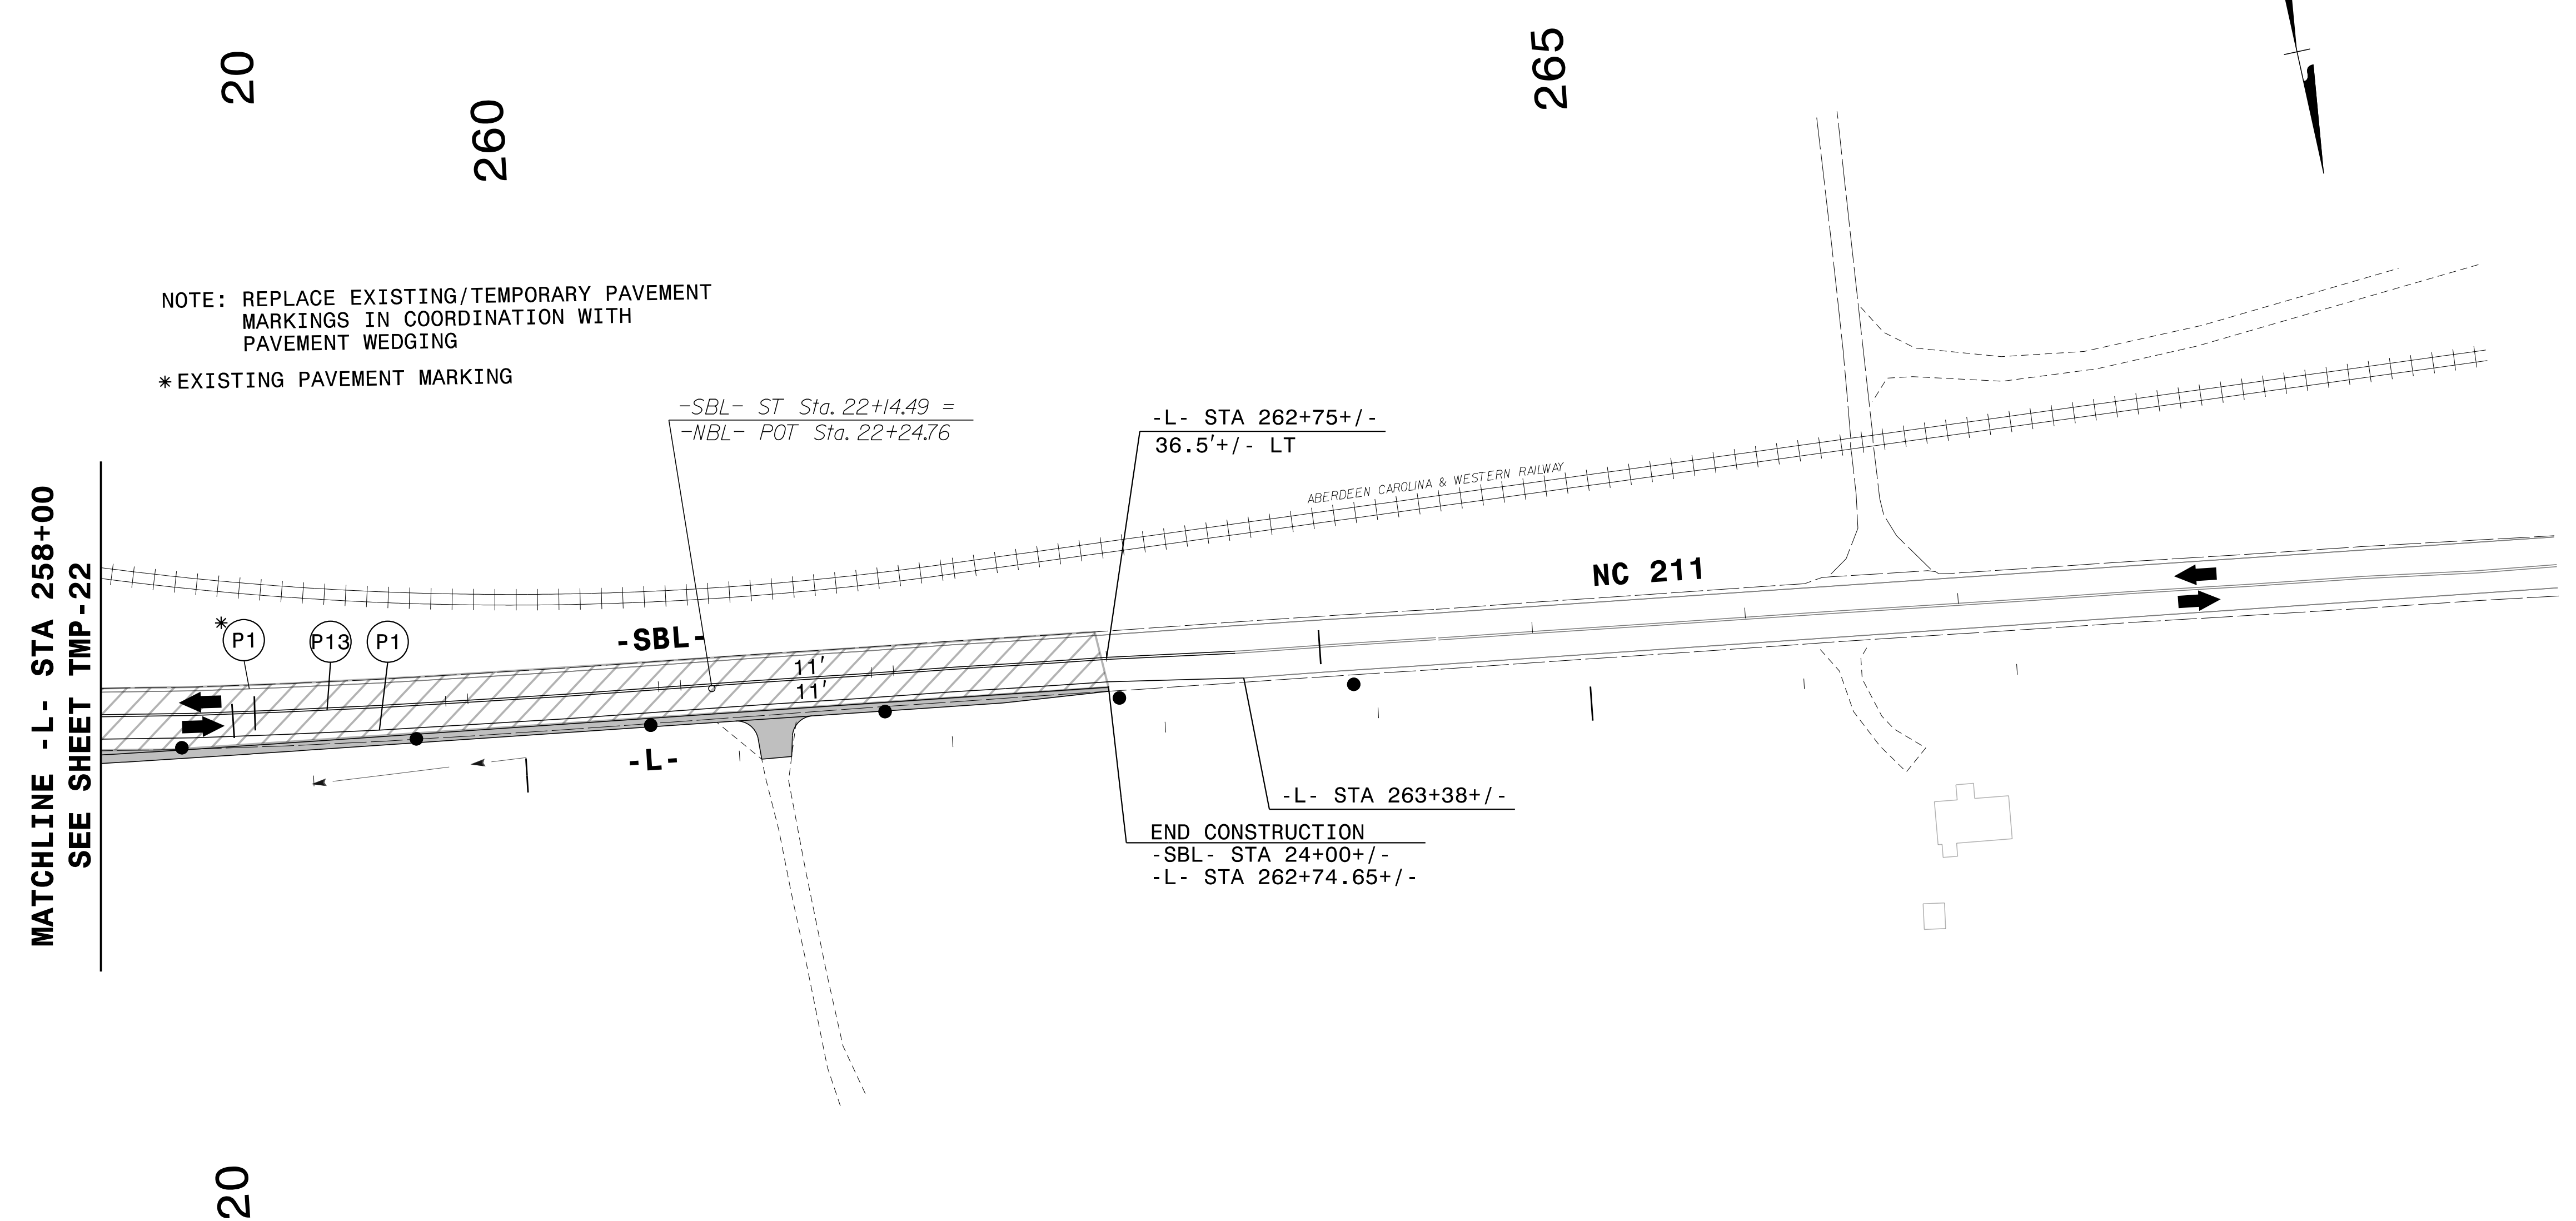 20
260
265
NOTE: REPLACE EXISTING/TEMPORARY PAVEMENT
MARKINGS IN COORDINATION WITH
PAVEMENT WEDGING
*EXISTING PAVEMENT MARKING
-SBL- ST Sta. 22+14.49 =
-NBL- POT Sta. 22+24.76
-L- STA 262+75+/-
36.5'+/- LT
ABERDEEN CAROLINA & WESTERN RAILWAY
NC 211
MATCHLINE -L- STA 258+00
SEE SHEET TMP-22
*
P1
P13
P1
-SBL-
11'
11'
-L-
-L- STA 263+38+/-
END CONSTRUCTION
-SBL- STA 24+00+/-
-L- STA 262+74.65+/-
20